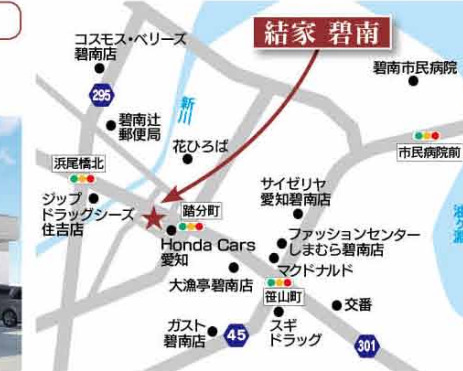 結家 碧南
コスモス・ベリーズ
碧南店
碧南市民病院
295
新川
碧南辻
郵便局
花ひろば
市民病院前
浜尾橋北
ジップ
ドラッグシーズ
住吉店
踏分町
サイゼリヤ
愛知碧南店
油ヶ淵
Honda Cars
愛知
ファッションセンター
しまむら碧南店
大漁亭碧南店
マクドナルド
笹山町
交番
ガスト
碧南店
45
スギ
ドラッグ
301